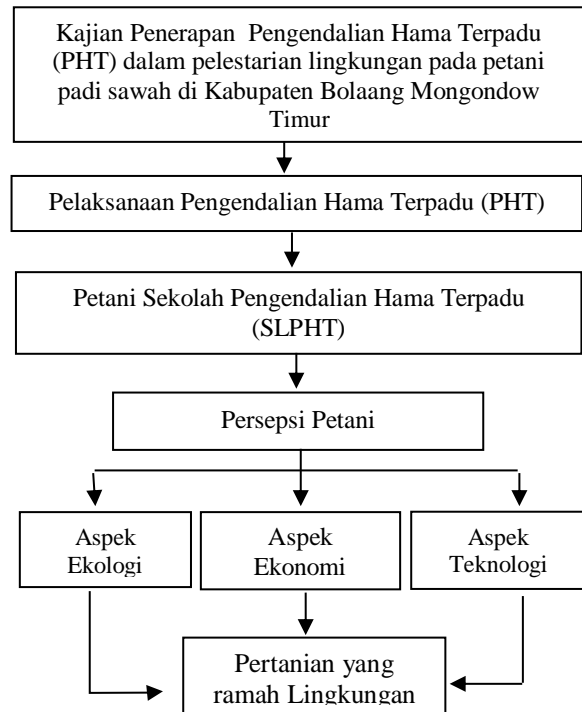 Kajian Penerapan Pengendalian Hama Terpadu
(PHT) dalam pelestarian lingkungan pada petani
padi sawah di Kabupaten Bolaang Mongondow
Timur
Pelaksanaan Pengendalian Hama Terpadu (PHT)
Petani Sekolah Pengendalian Hama Terpadu
(SLPHT)
Persepsi Petani
Aspek
Ekologi
Aspek
Ekonomi
Aspek
Teknologi
Pertanian yang
ramah Lingkungan